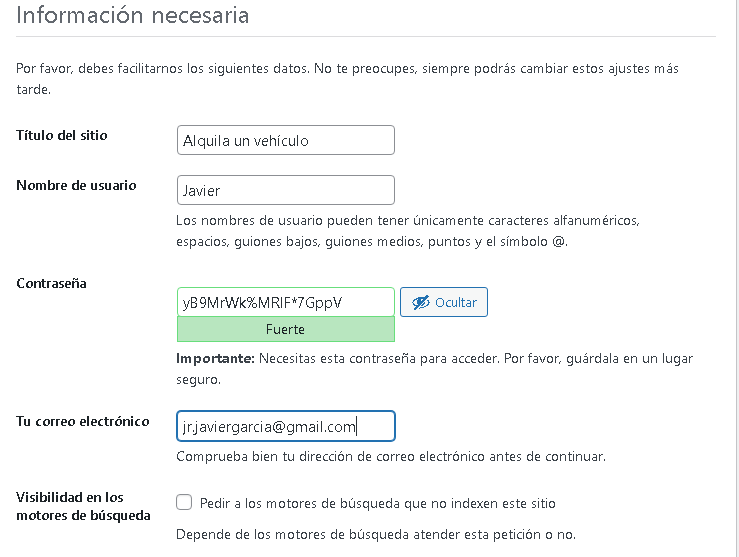 Información necesaria
Por favor, debes facilitarnos los siguientes datos. No te preocupes, siempre podrás cambiar estos ajustes más
tarde.
Título del sitio
Alquila un vehículo
Nombre de usuario
Javier
Los nombres de usuario pueden tener únicamente caracteres alfanuméricos,
espacios, guiones bajos, guiones medios, puntos y el símbolo @.
Contraseña
yB9MrWk%MRlF*7GppV
Ocultar
Fuerte
Importante: Necesitas esta contraseña para acceder. Por favor, guárdala en un lugar
seguro.
Tu correo electrónico
jr.javiergarcia@gmail.com
Comprueba bien tu dirección de correo electrónico antes de continuar.
Visibilidad en los
motores de búsqueda
Pedir a los motores de búsqueda que no indexen este sitio
Depende de los motores de búsqueda atender esta petición o no.